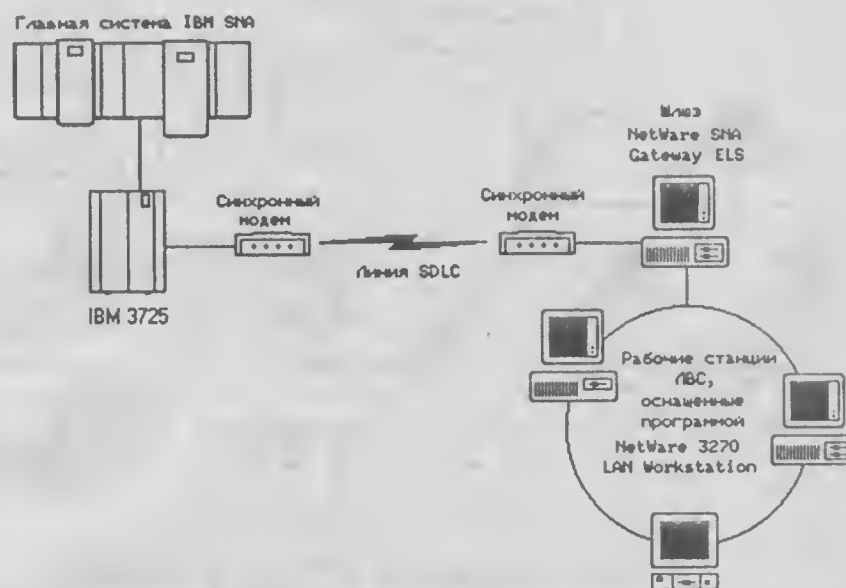 Главная система IBM SNA
Шлюз
NetWare SNA
Gateway ELS
Синхронный
модем
Синхронный
модем
Линия SDLC
IBM 3725
Рабочие станции
ЛВС,
оснащенные
программой
NetWare 3270
LAN Workstation